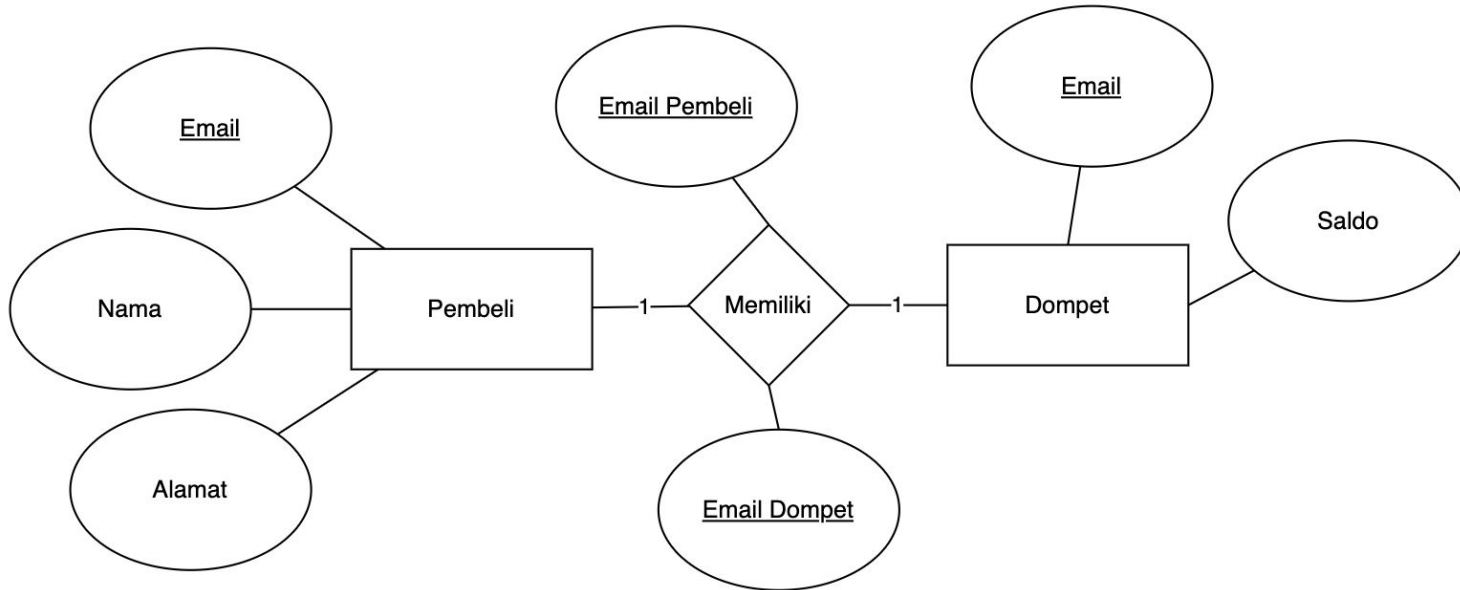 Email
Email Pembeli
Email
Saldo
Nama
Pembeli
1
Memiliki
1
Dompet
Alamat
Email Dompet